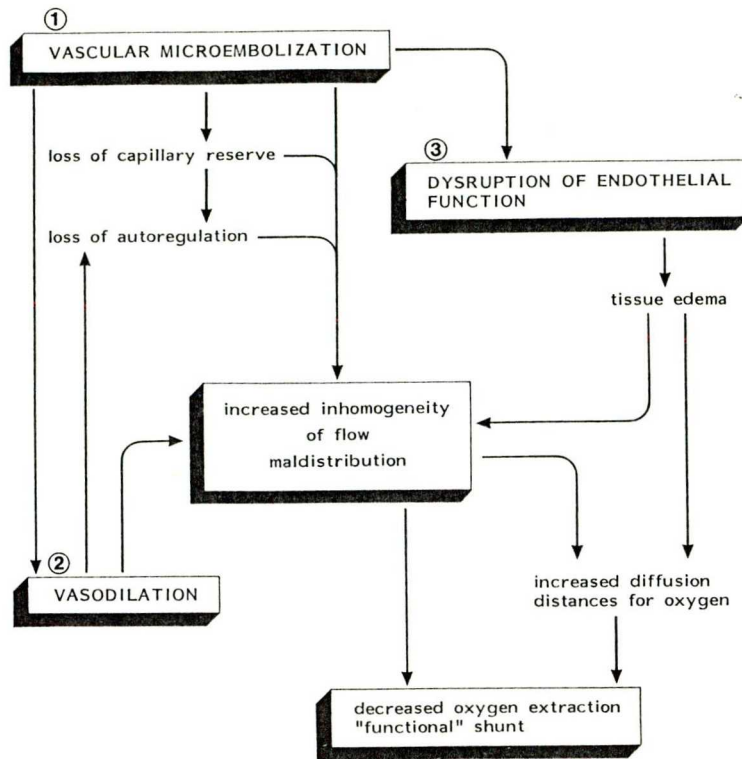 ①
VASCULAR MICROEMBOLIZATION
loss of capillary reserve
③
DYSRUPTION OF ENDOTHELIAL
FUNCTION
loss of autoregulation
tissue edema
increased inhomogeneity
of flow
maldistribution
②
VASODILATION
increased diffusion
distances for oxygen
decreased oxygen extraction
"functional" shunt